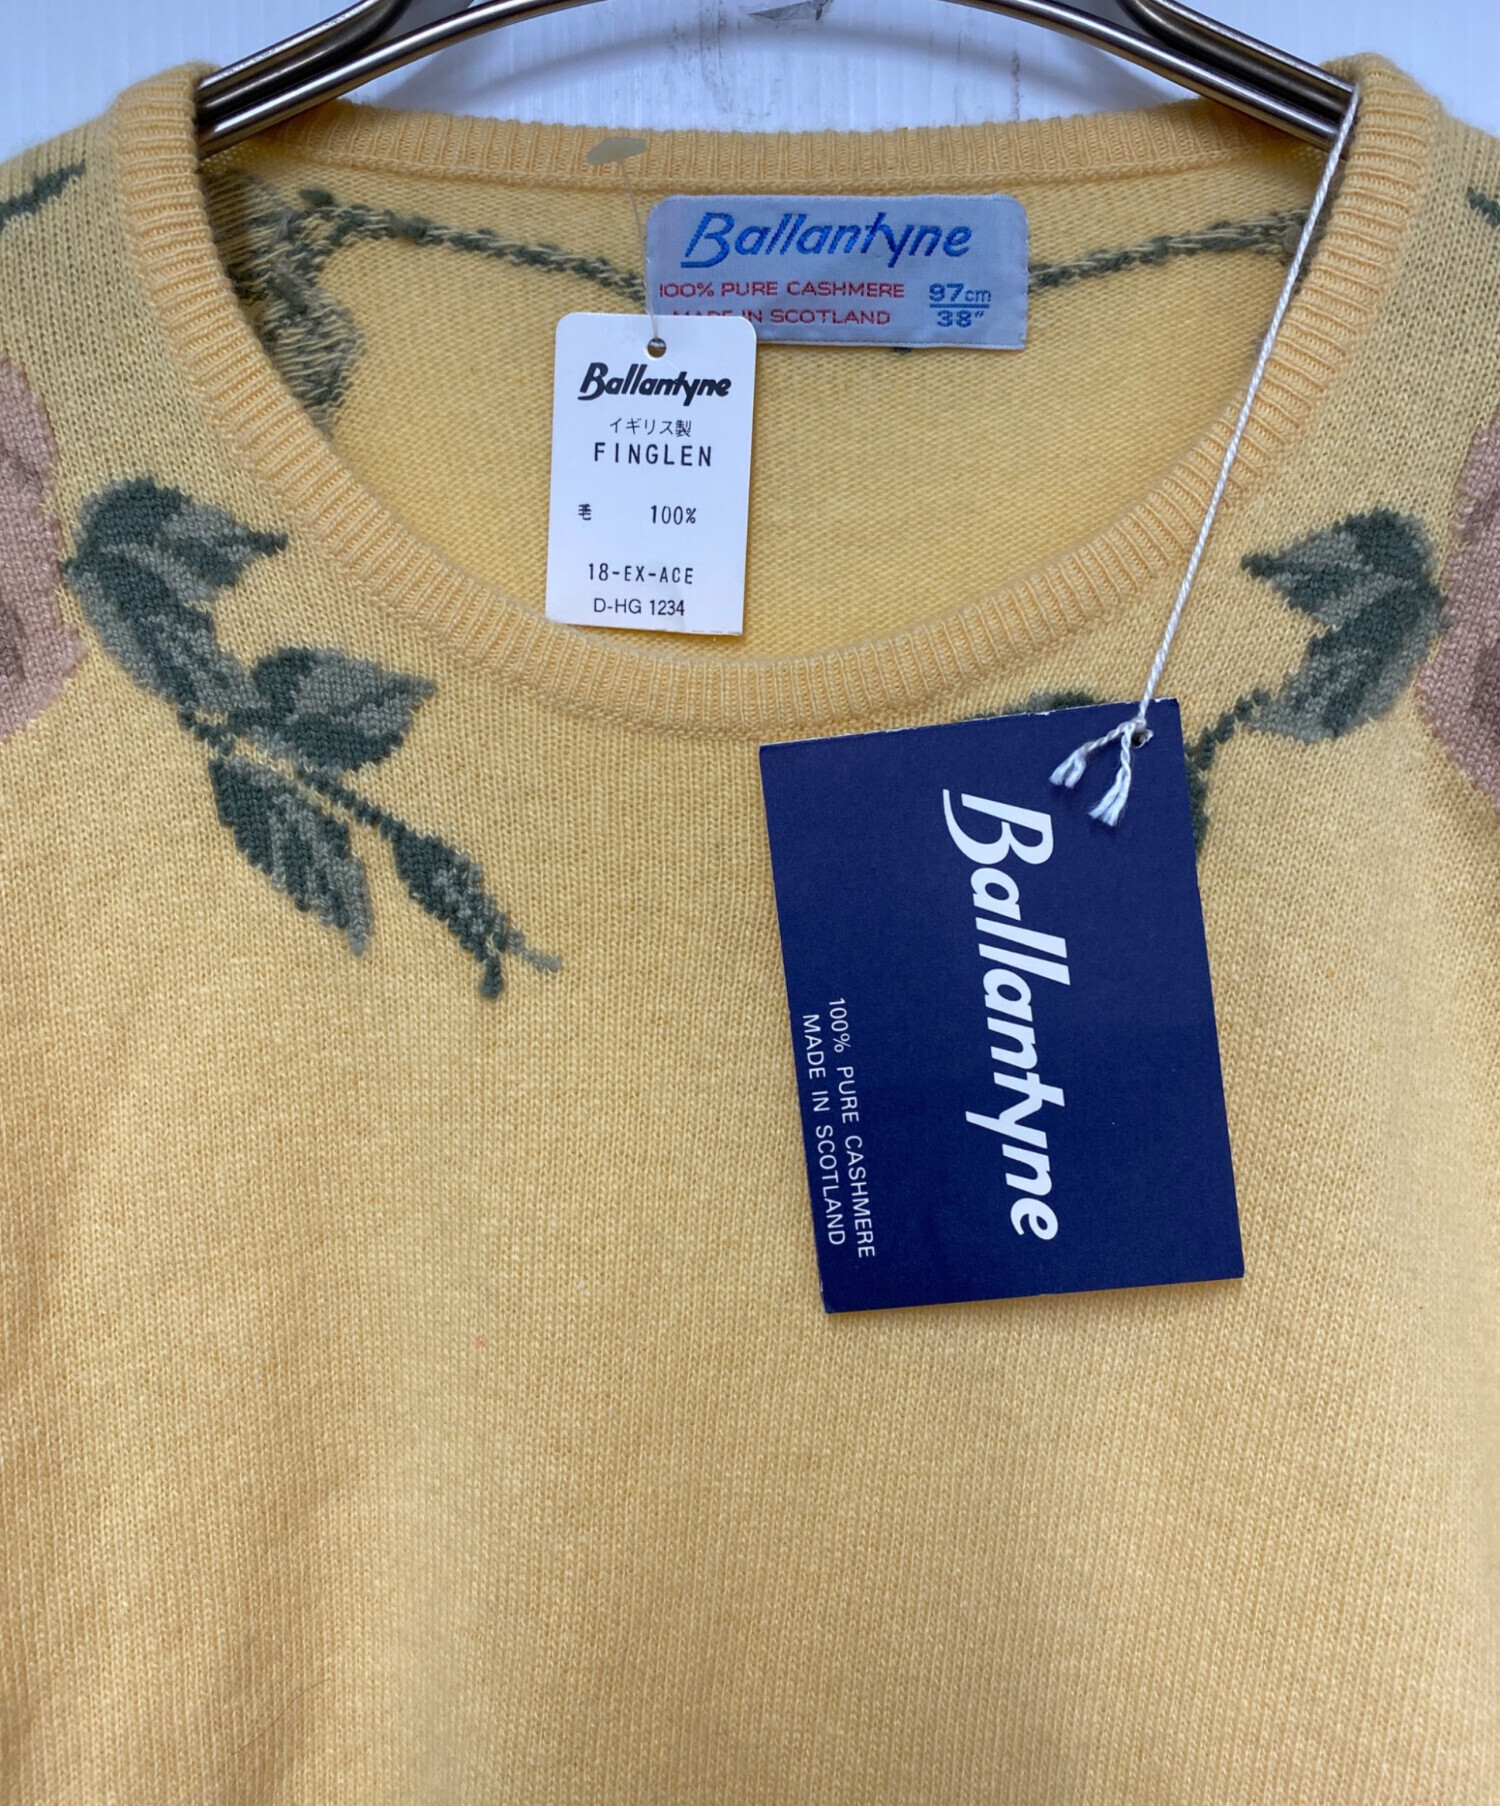 Ballantyne
100% PURE CASHMERE
MADE IN SCOTLAND
97cm
38"
Ballantyne
イギリス製
FINGLEN
毛 100%
18-EX-ACE
D-HG 1234
Ballantyne
100% PURE CASHMERE
MADE IN SCOTLAND